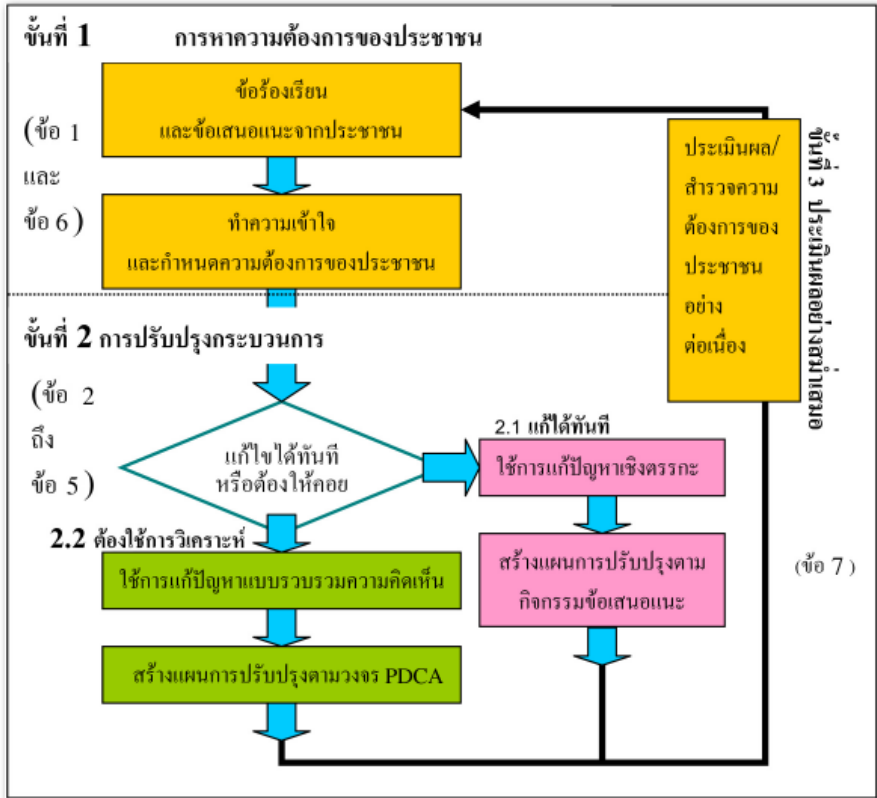 ขั้นที่ 1 การหาความต้องการของประชาชน
ข้อร้องเรียน
และข้อเสนอแนะจากประชาชน
(ข้อ 1
และ
ข้อ 6)
ทำความเข้าใจ
และกำหนดความต้องการของประชาชน
ประเมินผล/
สำรวจความ
ต้องการของ
ประชาชน
อย่าง
ต่อเนื่อง
ขั้นที่ 3 ประเมินผลอย่างสม่ำเสมอ
ขั้นที่ 2 การปรับปรุงกระบวนการ
(ข้อ 2
ถึง
ข้อ 5)
แก้ไขได้ทันที
หรือต้องให้คอย
2.1 แก้ได้ทันที
ใช้การแก้ปัญหาเชิงตรรกะ
สร้างแผนการปรับปรุงตาม
กิจกรรมข้อเสนอแนะ
2.2 ต้องใช้การวิเคราะห์
ใช้การแก้ปัญหาแบบรวบรวมความคิดเห็น
สร้างแผนการปรับปรุงตามวงจร PDCA
(ข้อ 7 )